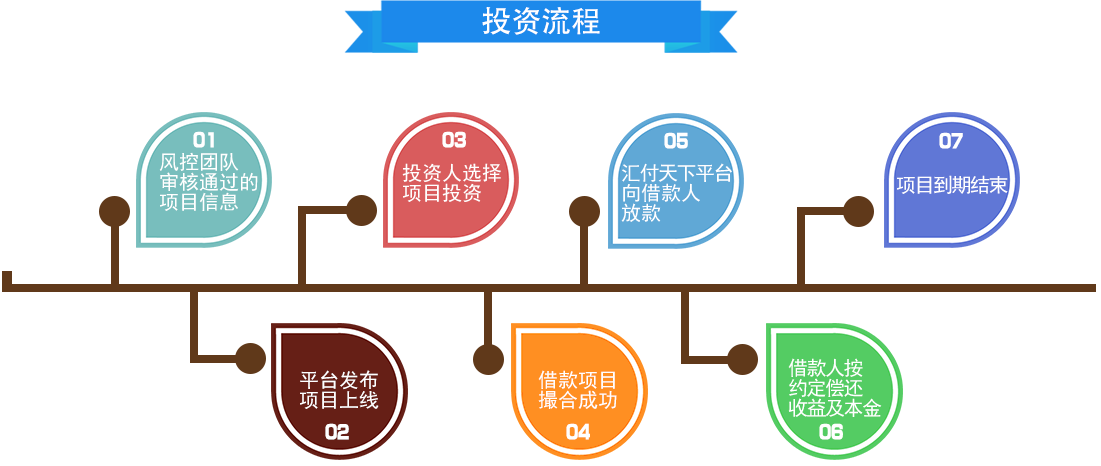 投资流程
01
风控团队
审核通过的
项目信息
平台发布
项目上线
02
03
投资人选择
项目投资
借款项目
撮合成功
04
05
汇付天下平台
向借款人
放款
借款人按
约定偿还
收益及本金
06
07
项目到期结束